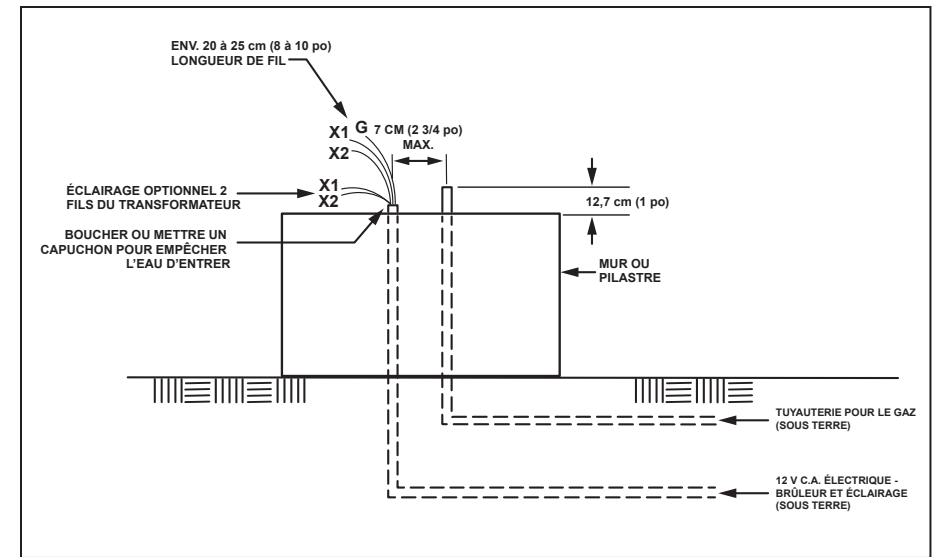 ENV. 20 à 25 cm (8 à 10 po)
LONGUEUR DE FIL
X1
G
7 CM (2 3/4 po)
MAX.
X2
ÉCLAIRAGE OPTIONNEL 2
FILS DU TRANSFORMATEUR
X1
X2
12,7 cm (1 po)
BOUCHER OU METTRE UN
CAPUCHON POUR EMPÊCHER
L’EAU D’ENTRER
MUR OU
PILASTRE
TUYAUTERIE POUR LE GAZ
(SOUS TERRE)
12 V C.A. ÉLECTRIQUE -
BRÛLEUR ET ÉCLAIRAGE
(SOUS TERRE)